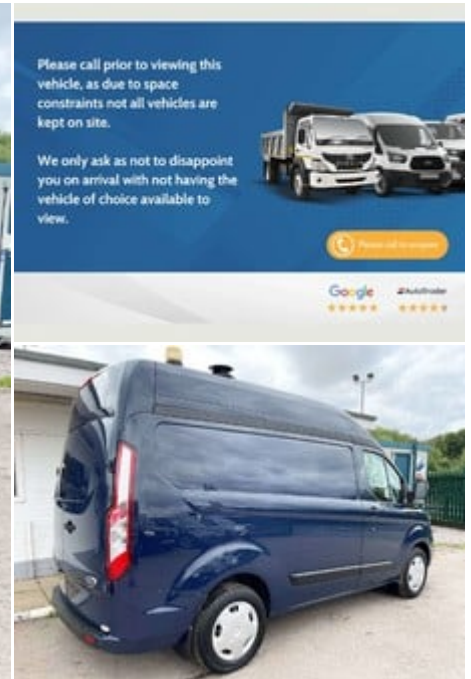 Please call prior to viewing this
vehicle, as due to space
constraints not all vehicles are
kept on site.
We only ask as not to disappoint
you on arrival with not having the
vehicle of choice available to
view.
Please call to enquire
Google
AutoTrader